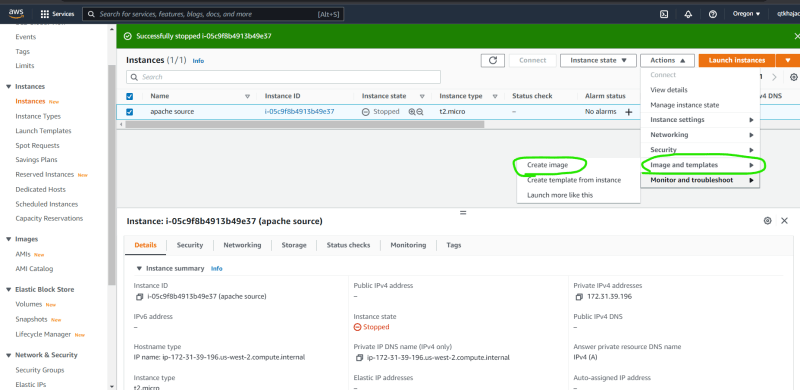 aws Services Search for services, features, blogs, docs, and more [Alt+S] Oregon ▼
Events
Tags
Limits
▼ Instances
Instances New
Instance Types
Launch Templates
Spot Requests
Savings Plans
Reserved Instances New
Dedicated Hosts
Scheduled Instances
Capacity Reservations
▼ Images
AMIs New
AMI Catalog
▼ Elastic Block Store
Volumes New
Snapshots New
Lifecycle Manager New
▼ Network & Security
Security Groups
Elastic IPs
Successfully stopped i-05c9f8b4913b49e37
Instances (1/1) Info
Connect Instance state ▼ Actions ▲ Launch instances ▼
Search
1
Name Instance ID Instance state Instance type Status check Alarm status v4 DNS
apache source i-05c9f8b4913b49e37 Stopped t2.micro – No alarms +
Connect
View details
Manage instance state
Instance settings
Networking
Security
Image and templates
Monitor and troubleshoot
Create image
Create template from instance
Launch more like this
Instance: i-05c9f8b4913b49e37 (apache source)
Details Security Networking Storage Status checks Monitoring Tags
▼ Instance summary Info
Instance ID Public IPv4 address Private IPv4 addresses
i-05c9f8b4913b49e37 (apache source) – 172.31.39.196
IPv6 address Instance state Public IPv4 DNS
– Stopped –
Hostname type Private IP DNS name (IPv4 only) Answer private resource DNS name
IP name: ip-172-31-39-196.us-west-2.compute.internal ip-172-31-39-196.us-west-2.compute.internal IPv4 (A)
Instance type Elastic IP addresses Auto-assigned IP address
t2.micro – –